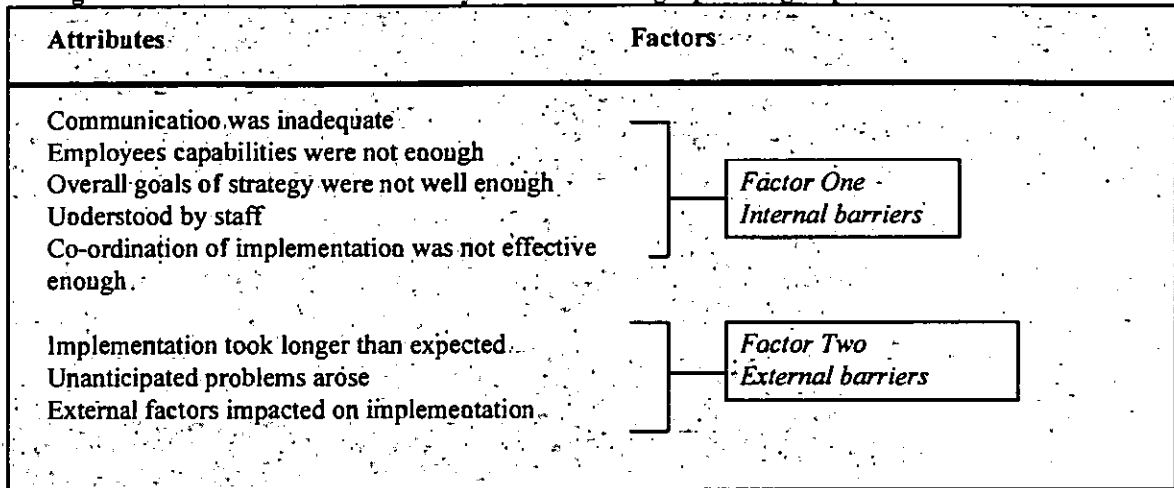 Attributes Factors
Communicatioo was inadequate
Employees capabilities were not enough
Overall goals of strategy were not well enough
Understood by staff
Co-ordination of implementation was not effective
enough.
Factor One
Internal barriers
Implementation took longer than expected
Unanticipated problems arose
External factors impacted on implementation
Factor Two
External barriers